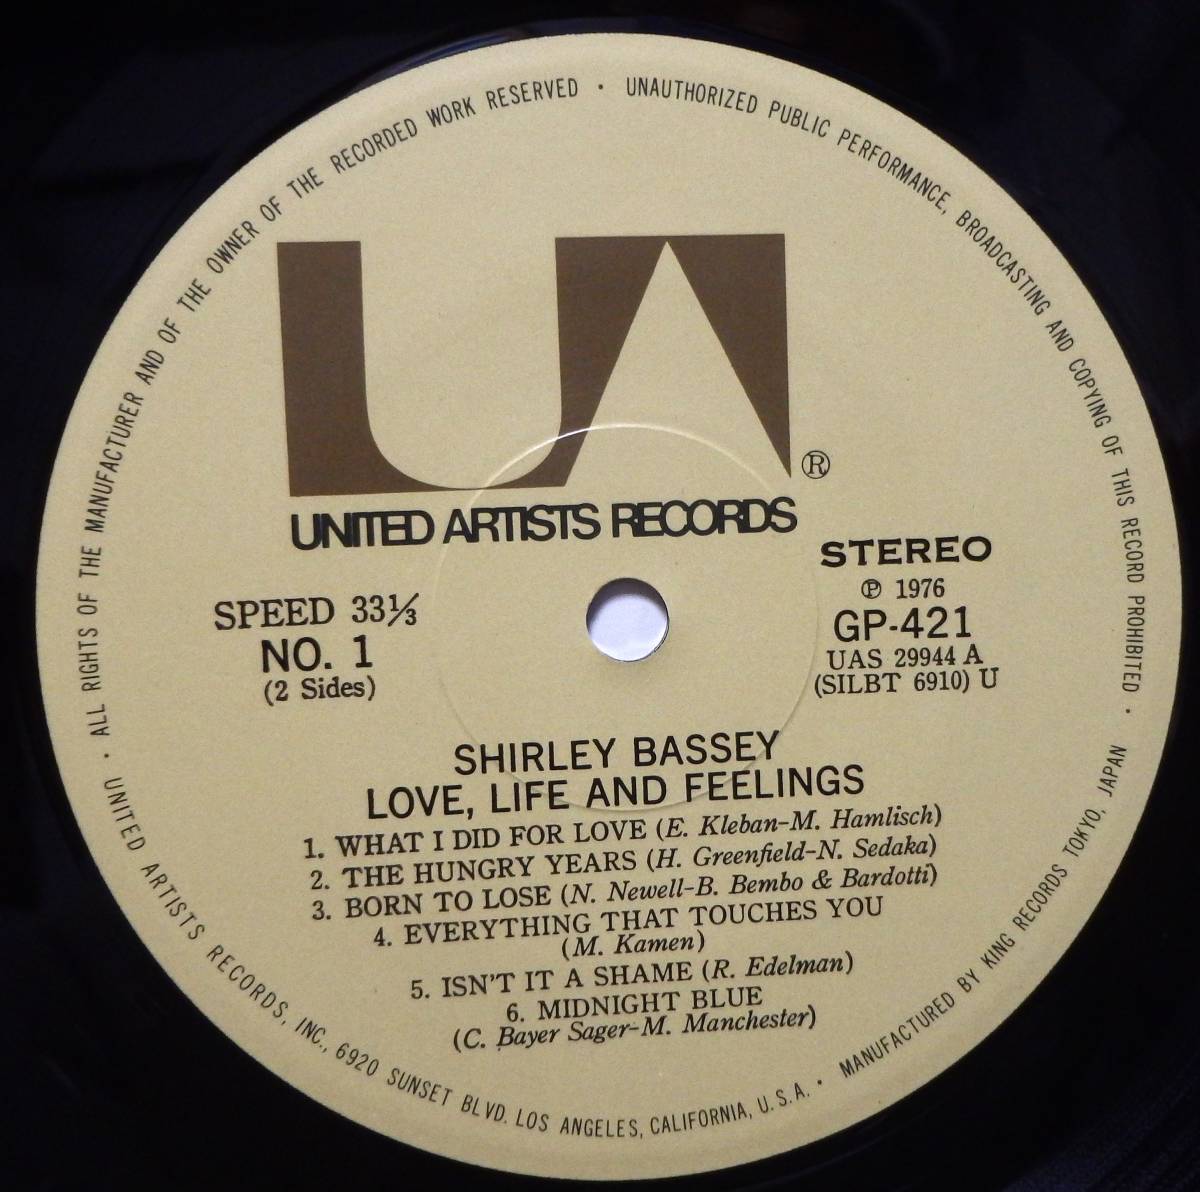 · ALL RIGHTS OF THE MANUFACTURER AND OF THE OWNER OF THE RECORDED WORK RESERVED · UNAUTHORIZED PUBLIC PERFORMANCE, BROADCASTING AND COPYING OF THIS RECORD PROHIBITED ·
UA ®
UNITED ARTISTS RECORDS
SPEED 33⅓
NO. 1
(2 Sides)
STEREO
Ⓟ 1976
GP-421
UAS 29944 A
(SILBT 6910) U
SHIRLEY BASSEY
LOVE, LIFE AND FEELINGS
1. WHAT I DID FOR LOVE (E. Kleban-M. Hamlisch)
2. THE HUNGRY YEARS (H. Greenfield-N. Sedaka)
3. BORN TO LOSE (N. Newell-B. Bembo & Bardotti)
4. EVERYTHING THAT TOUCHES YOU
(M. Kamen)
5. ISN'T IT A SHAME (R. Edelman)
6. MIDNIGHT BLUE
(C. Bayer Sager-M. Manchester)
UNITED ARTISTS RECORDS, INC., 6920 SUNSET BLVD. LOS ANGELES, CALIFORNIA, U.S.A. · MANUFACTURED BY KING RECORDS TOKYO, JAPAN